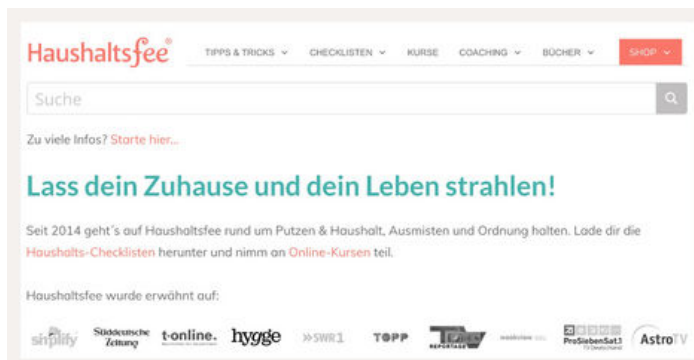 Haushaltsfee®
TIPPS & TRICKS CHECKLISTEN KURSE COACHING BÜCHER SHOP
Suche
Zu viele Infos? Starte hier...
Lass dein Zuhause und dein Leben strahlen!
Seit 2014 geht´s auf Haushaltsfee rund um Putzen & Haushalt, Ausmisten und Ordnung halten. Lade dir die
Haushalts-Checklisten herunter und nimm an Online-Kursen teil.
Haushaltsfee wurde erwähnt auf:
simplify Süddeutsche Zeitung t-online. hygge »SWR1 TOPP REPORTAGE ProSiebenSat.1 AstroTV